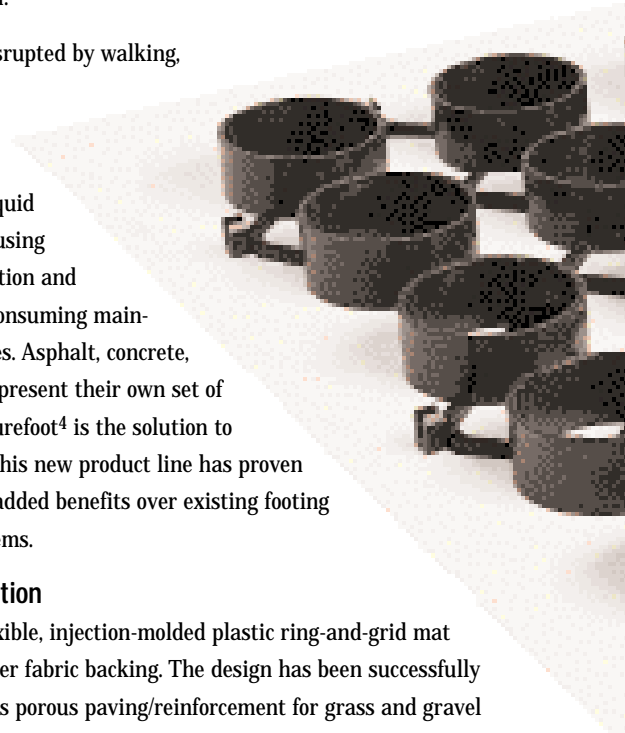 srupted by walking,
quid
using
tion and
onsuming main-
es. Asphalt, concrete,
present their own set of
urefoot4 is the solution to
his new product line has proven
added benefits over existing footing
ems.
tion
xible, injection-molded plastic ring-and-grid mat
er fabric backing. The design has been successfully
s porous paving/reinforcement for grass and gravel